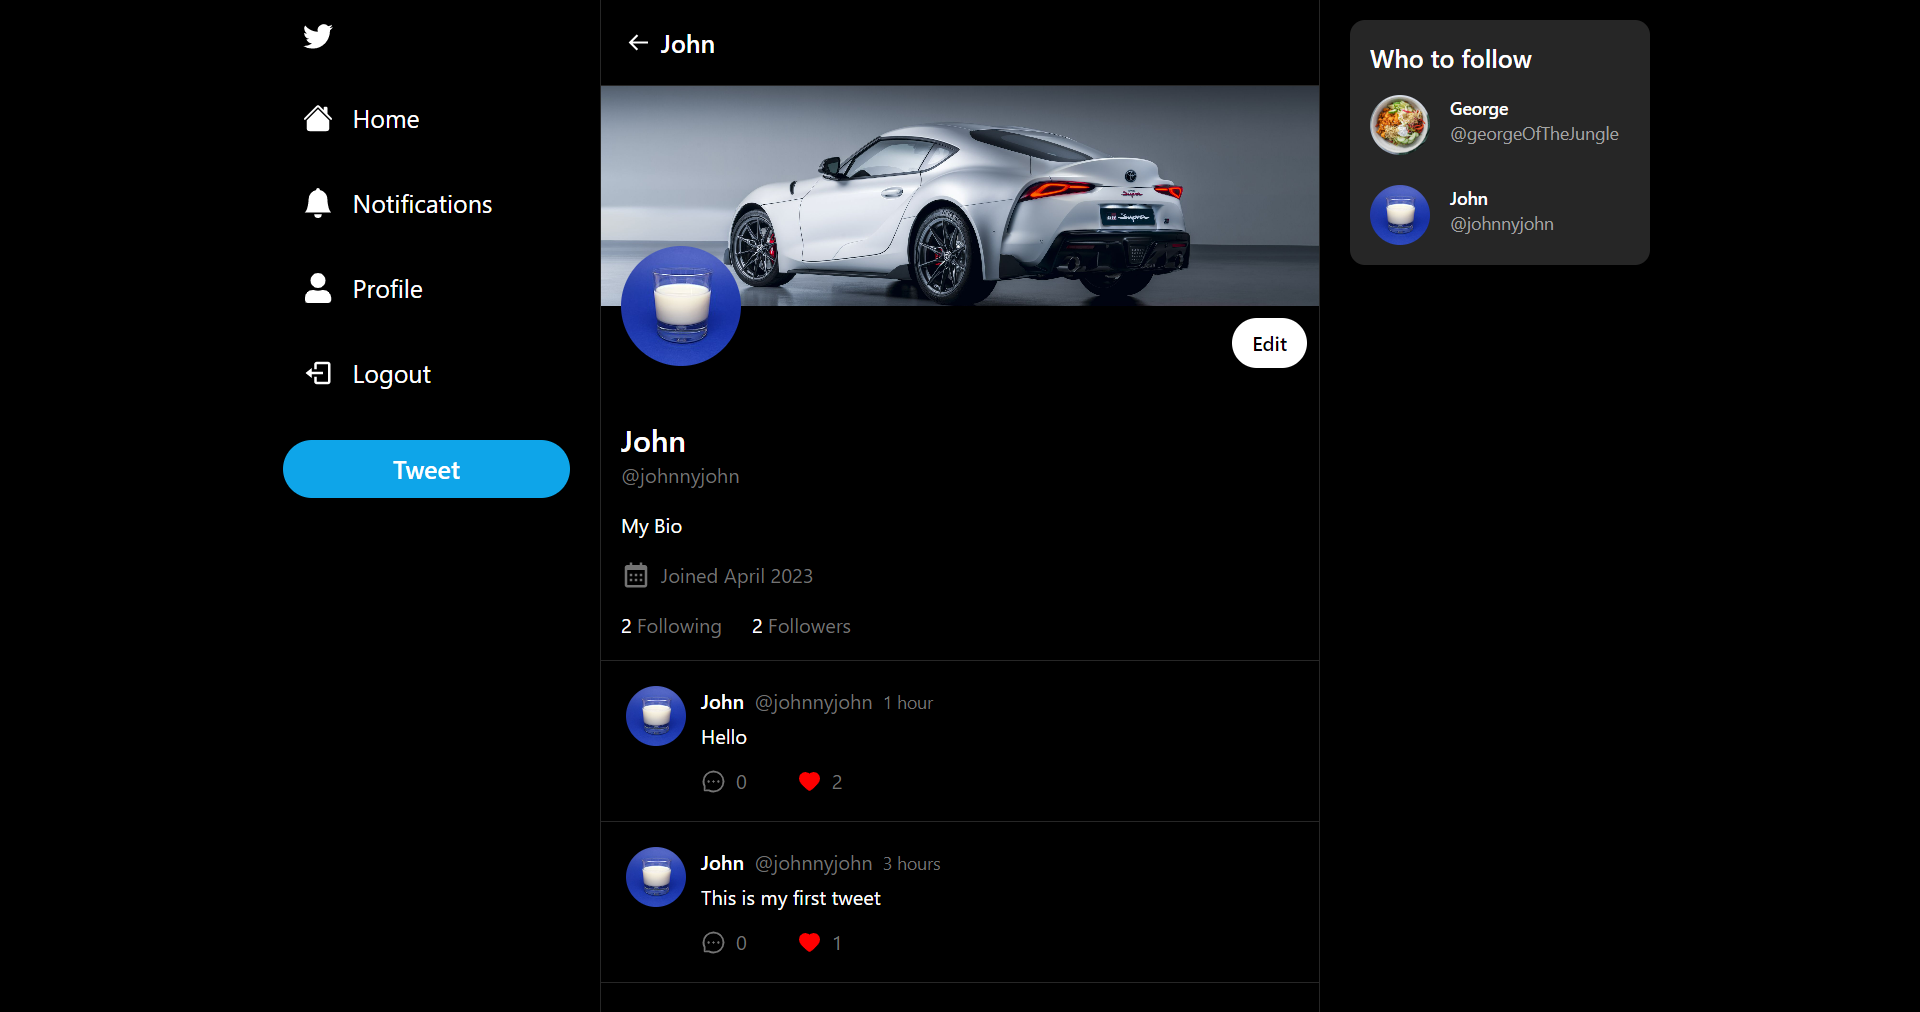 Home
Notifications
Profile
Logout
Tweet
John
Supra
Edit
John
@johnnyjohn
My Bio
Joined April 2023
2 Following 2 Followers
John @johnnyjohn 1 hour
Hello
0 2
John @johnnyjohn 3 hours
This is my first tweet
0 1
Who to follow
George
@georgeOfTheJungle
John
@johnnyjohn